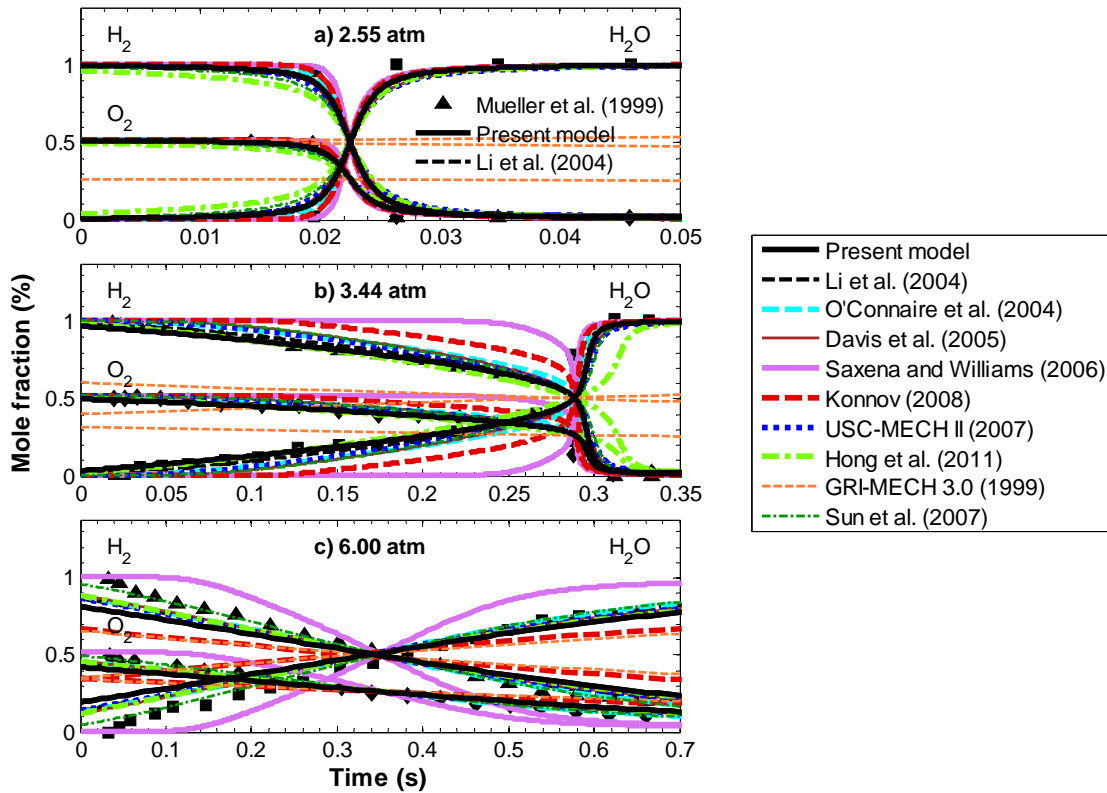 H2 a) 2.55 atm H2O
1
O2
0.5
0
Mueller et al. (1999)
Present model
Li et al. (2004)
0 0.01 0.02 0.03 0.04 0.05
H2 b) 3.44 atm H2O
1
O2
0.5
0
0 0.05 0.1 0.15 0.2 0.25 0.3 0.35
H2 c) 6.00 atm H2O
1
O2
0.5
0
0 0.1 0.2 0.3 0.4 0.5 0.6 0.7
Mole fraction (%)
Time (s)
Present model
Li et al. (2004)
O'Connaire et al. (2004)
Davis et al. (2005)
Saxena and Williams (2006)
Konnov (2008)
USC-MECH II (2007)
Hong et al. (2011)
GRI-MECH 3.0 (1999)
Sun et al. (2007)